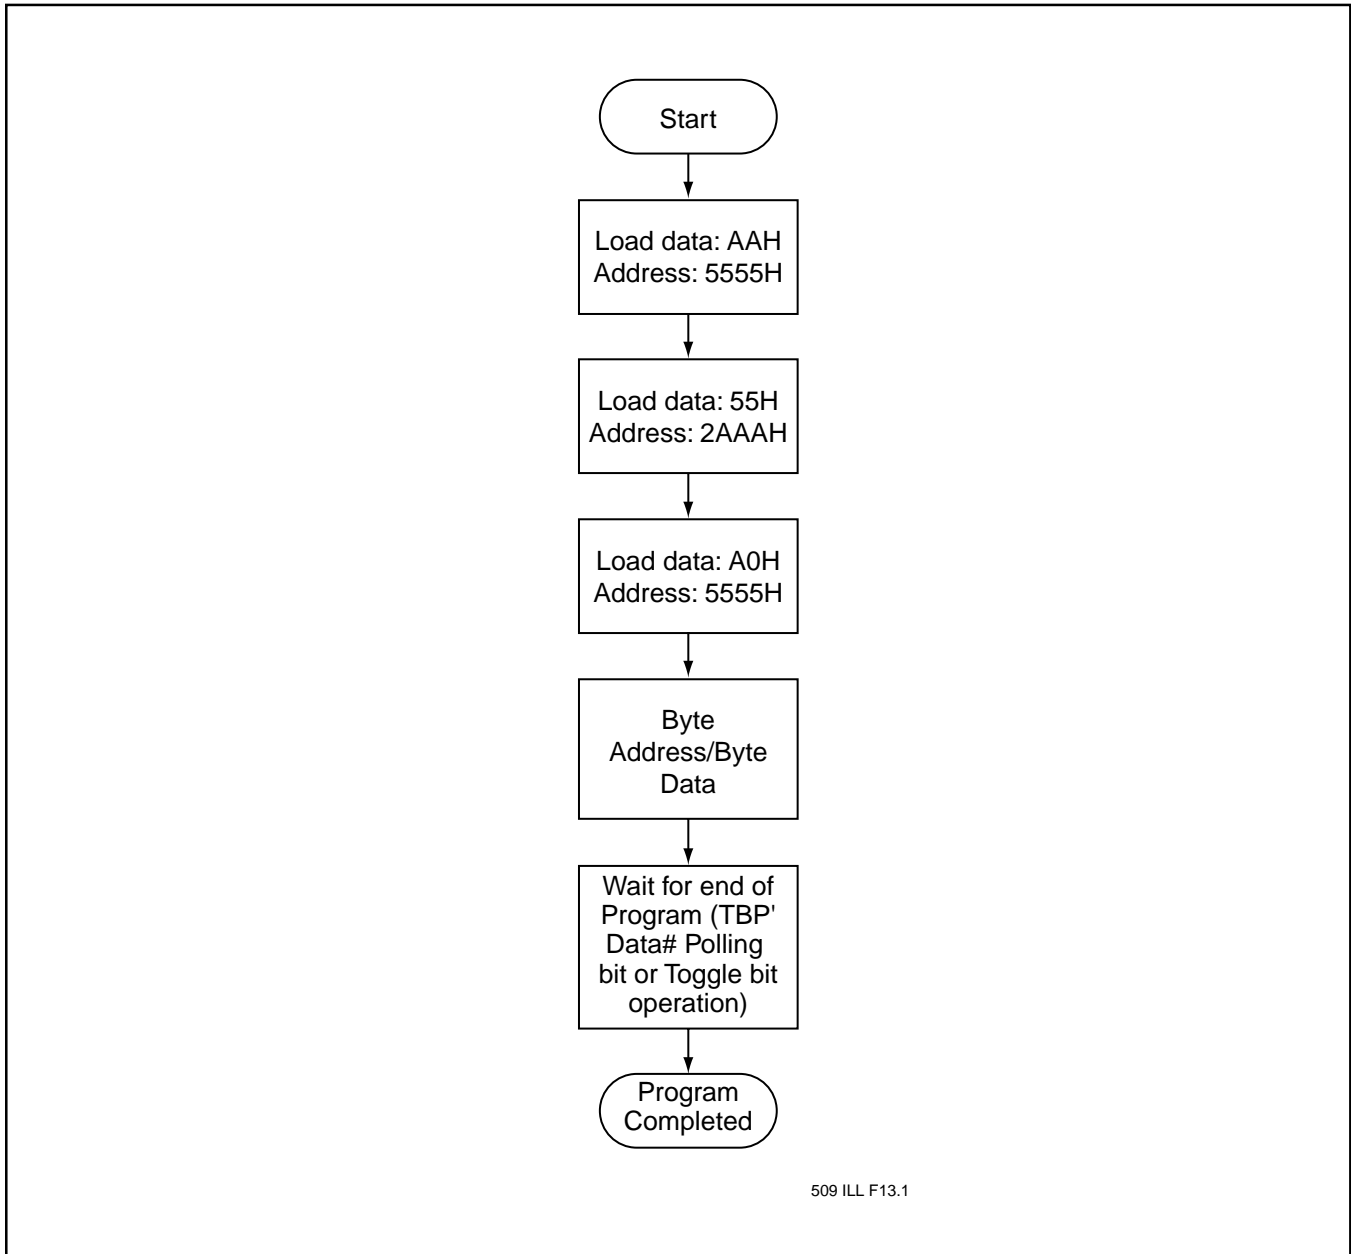 Start
Load data: AAH
Address: 5555H
Load data: 55H
Address: 2AAAH
Load data: A0H
Address: 5555H
Byte
Address/Byte
Data
Wait for end of
Program (TBP'
Data# Polling
bit or Toggle bit
operation)
Program
Completed
509 ILL F13.1